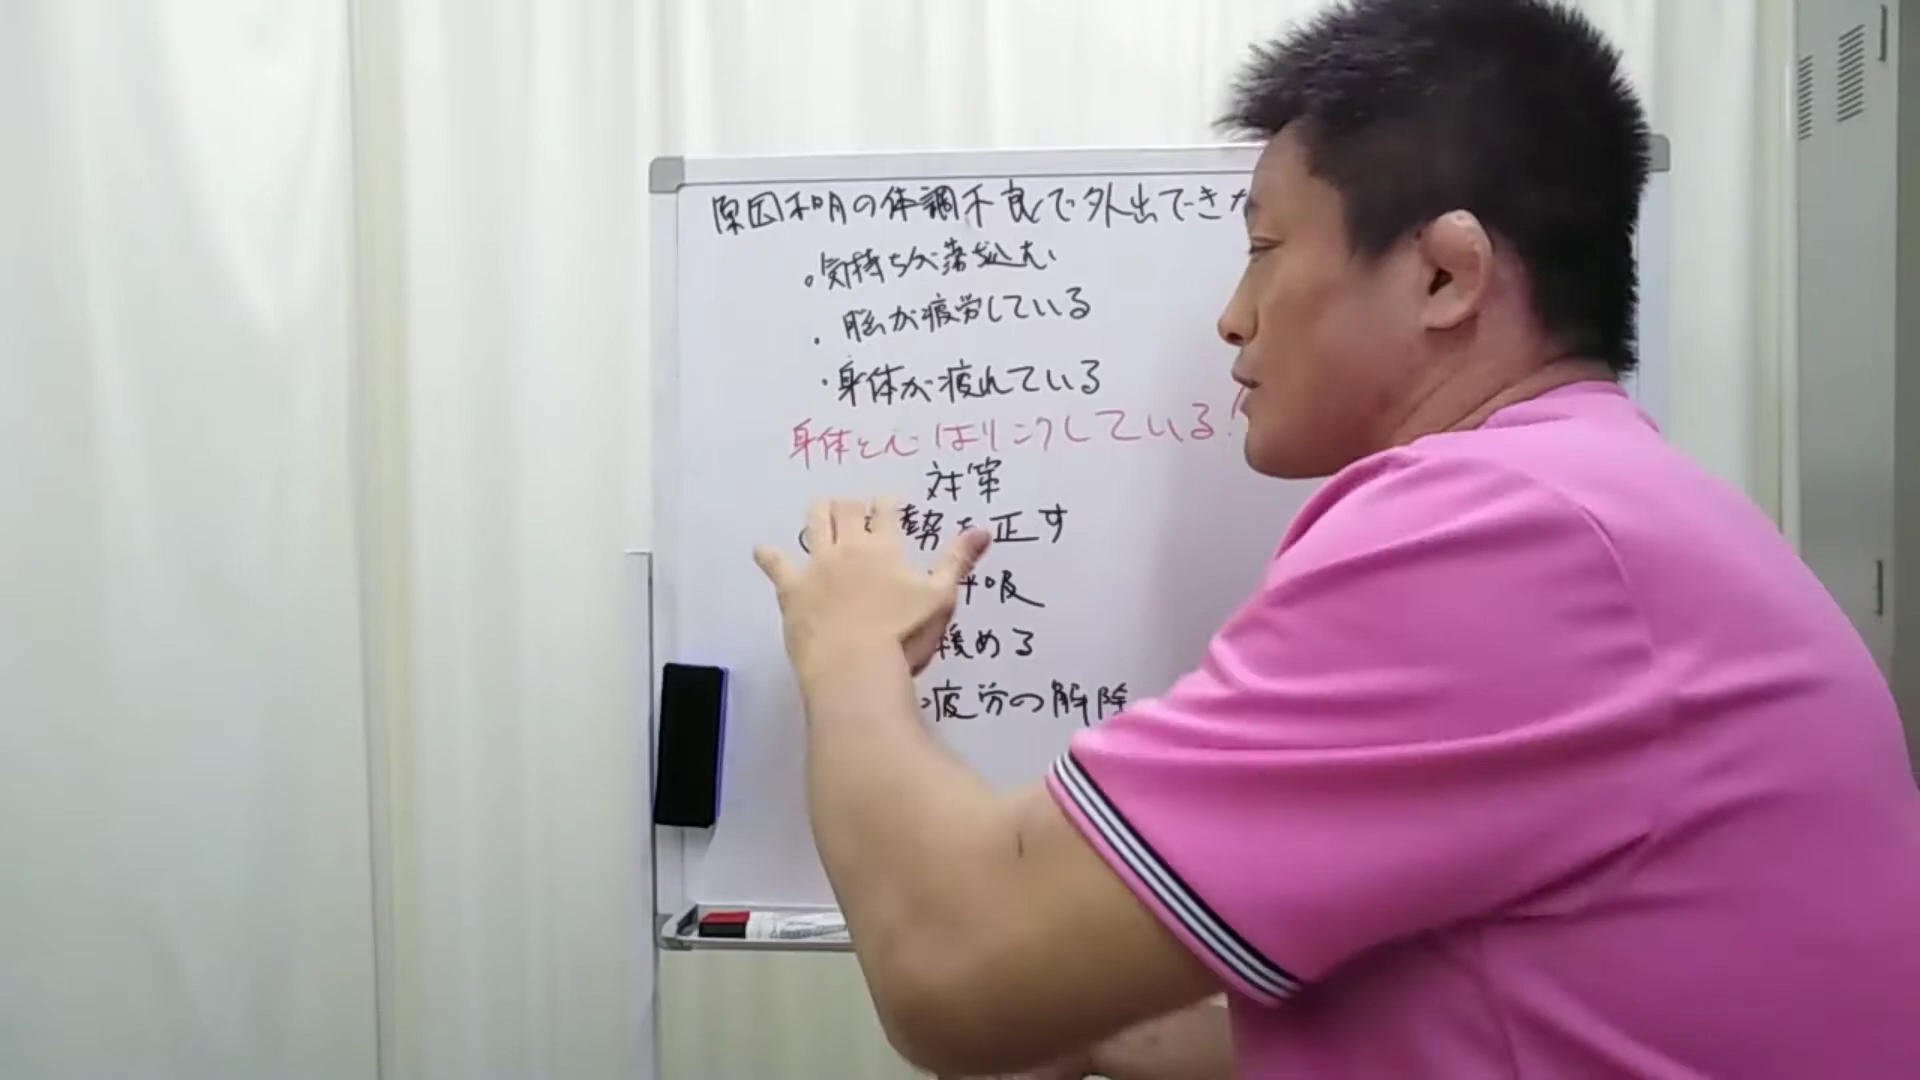 原因不明の体調不良で外出できな
。気持ちが落ち込む
・脳が疲労している
・身体が疲れている
身体と心はリンクしている!
対策
勢を正す
呼吸
緩める
疲労の解除